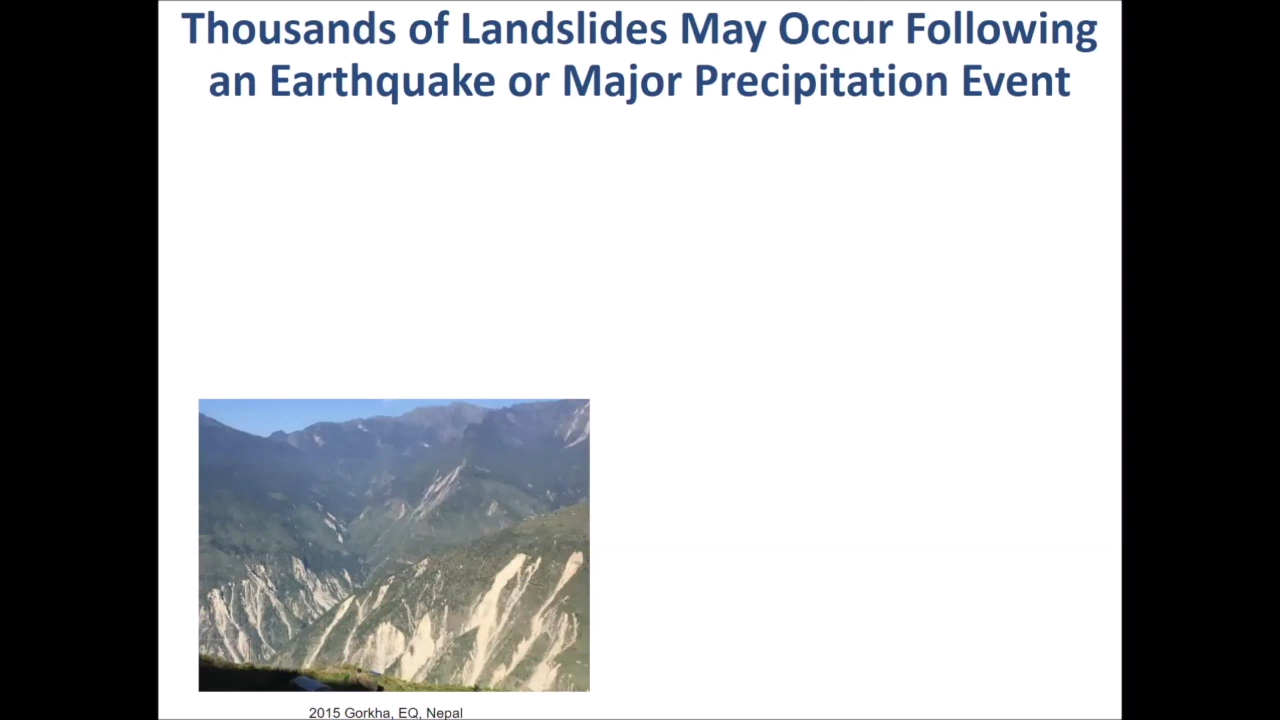 Thousands of Landslides May Occur Following
an Earthquake or Major Precipitation Event
2015 Gorkha, EQ, Nepal